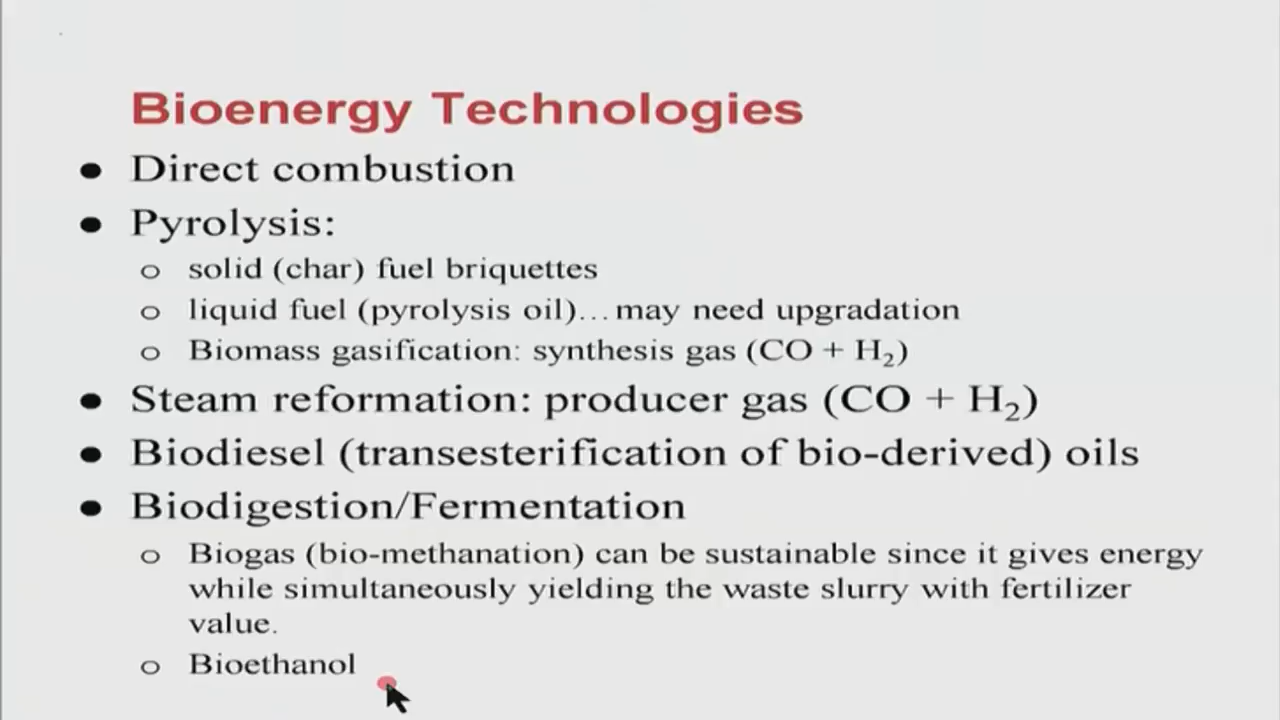 Bioenergy Technologies
● Direct combustion
● Pyrolysis:
○ solid (char) fuel briquettes
○ liquid fuel (pyrolysis oil)…may need upgradation
○ Biomass gasification: synthesis gas (CO + H₂)
● Steam reformation: producer gas (CO + H₂)
● Biodiesel (transesterification of bio-derived) oils
● Biodigestion/Fermentation
○ Biogas (bio-methanation) can be sustainable since it gives energy
while simultaneously yielding the waste slurry with fertilizer
value.
○ Bioethanol